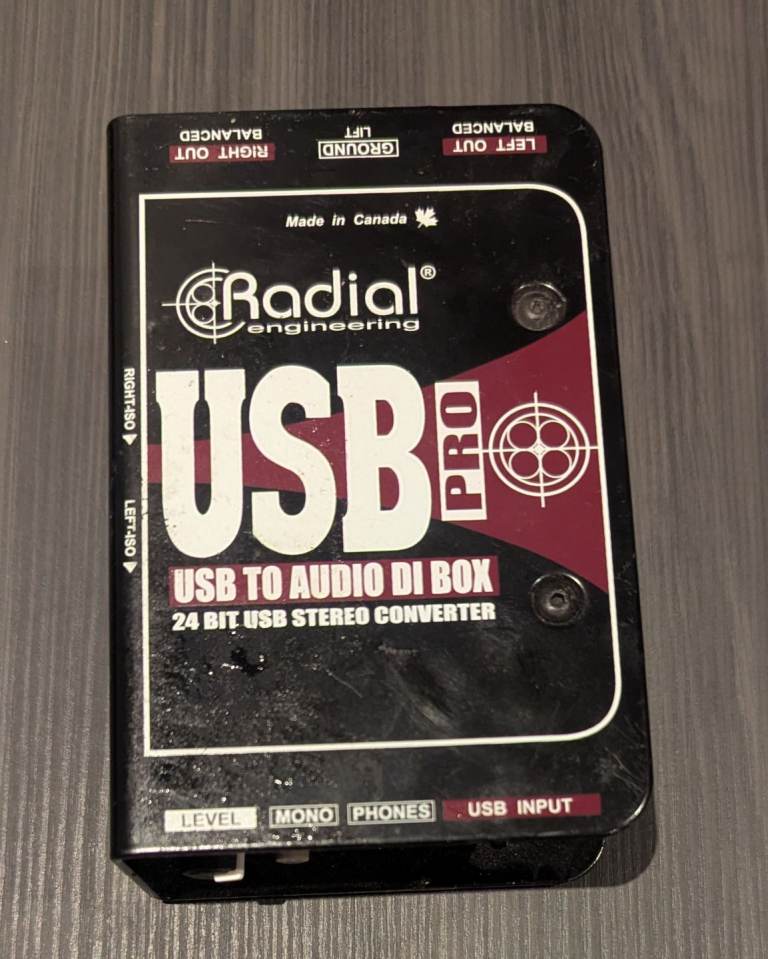 RIGHT OUT
BALANCED
GROUND
LIFT
LEFT OUT
BALANCED
Made in Canada
Radial®
engineering
RIGHT-ISO
LEFT-ISO
USB
PRO
USB TO AUDIO DI BOX
24 BIT USB STEREO CONVERTER
LEVEL MONO PHONES USB INPUT